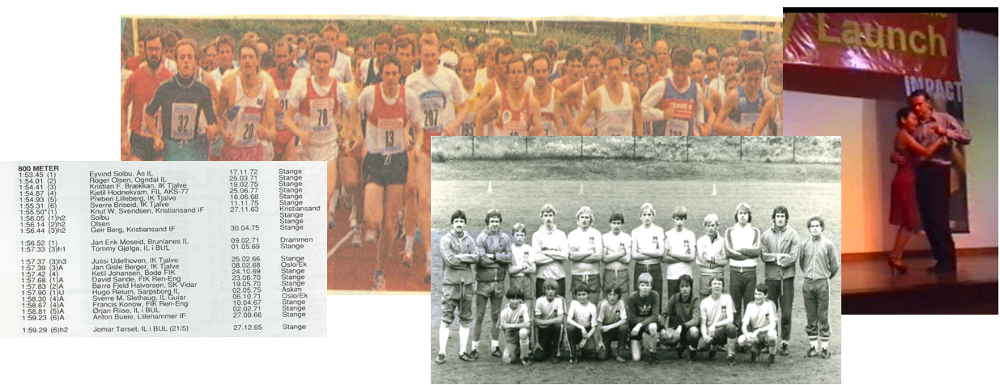 Launch
IMPACT
32
20
78
13
207
195
800 METER
1:53.45 (1) Eyvind Solbu, Ås IL 17.11.72 Stange
1:54.01 (2) Roger Olsen, Ogndal IL 25.03.71 Stange
1:54.41 (3) Kristian F. Brækkan, IK Tjalve 19.02.75 Stange
1:54.87 (4) Kjetil Hodnekvam, FIL AKS-77 25.06.77 Stange
1:54.93 (5) Preben Lilleberg, IK Tjalve 16.06.68 Stange
1:55.31 (6) Sverre Briseid, IK Tjalve 11.11.75 Stange
1:55.50*(1) Knut W. Svendsen, Kristiansand IF 27.11.63 Kristiansand
1:56.05 (1)h2 Solbu Stange
1:56.14 (2)h2 Olsen Stange
1:56.44 (3)h2 Geir Berg, Kristiansand IF 30.04.75 Stange
1:56.52 (1) Jan Erik Moseid, Brunlanes IL 09.02.71 Drammen
1:57.33 (3)h1 Tommy Gjølga, IL i BUL 01.05.69 Stange
1:57.37 (3)h3 Jussi Udelhoven, IK Tjalve 25.02.66 Stange
1:57.39 (3)A Jan Gisle Berger, IK Tjalve 08.02.68 Oslo/Ek
1:57.42 (4) Ketil Johansen, Bodø FIK 24.10.69 Stange
1:57.68 (1)A David Sande, FIK Ren-Eng 23.06.70 Stange
1:57.83 (2)A Børre Fjeld Halvorsen, SK Vidar 19.05.70 Stange
1:57.90 (1)U Hugo Reium, Sarpsborg IL 02.05.75 Askim
1:58.30 (4)A Sverre M. Slethaug, IL Gular 06.10.71 Oslo/Ek
1:58.67 (4)A Francis Konow, FIK Ren-Eng 10.04.67 Stange
1:58.81 (5)A Ørjan Riise, IL i BUL 02.02.71 Stange
1:59.23 (6)A Anton Bueie, Lillehammer IF 27.09.66 Stange
1:59.29 (6)h2 Jomar Tørset, IL i BUL (21/5) 27.12.65 Stange